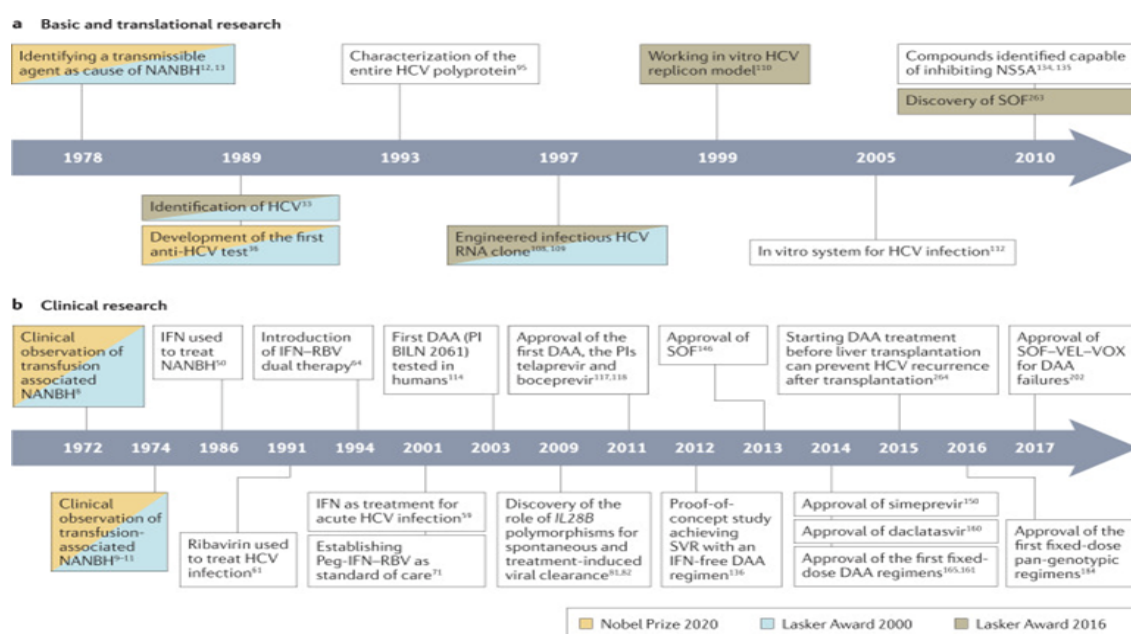 a Basic and translational research
Identifying a transmissible
agent as cause of NANBH12, 13
Characterization of the
entire HCV polyprotein95
Working in vitro HCV
replicon model110
Compounds identified capable
of inhibiting NS5A134, 135
Discovery of SOF263
1978 1989 1993 1997 1999 2005 2010
Identification of HCV33
Development of the first
anti-HCV test36
Engineered infectious HCV
RNA clone108, 109
In vitro system for HCV infection112
b Clinical research
Clinical
observation of
transfusion
associated
NANBH8
IFN used
to treat
NANBH50
Introduction
of IFN–RBV
dual therapy64
First DAA (PI
BILN 2061)
tested in
humans114
Approval of the
first DAA, the PIs
telaprevir and
boceprevir117,118
Approval of
SOF146
Starting DAA treatment
before liver transplantation
can prevent HCV recurrence
after transplantation264
Approval of
SOF–VEL–VOX
for DAA
failures202
1972 1974 1986 1991 1994 2001 2003 2009 2011 2012 2013 2014 2015 2016 2017
Clinical
observation of
transfusion-
associated
NANBH9–11
Ribavirin used
to treat HCV
infection61
IFN as treatment for
acute HCV infection59
Establishing
Peg-IFN–RBV as
standard of care71
Discovery of the
role of IL28B
polymorphisms for
spontaneous and
treatment-induced
viral clearance81,82
Proof-of-
concept study
achieving
SVR with an
IFN-free DAA
regimen136
Approval of simeprevir150
Approval of daclatasvir160
Approval of the first fixed-
dose DAA regimens165,161
Approval of the
first fixed-dose
pan-genotypic
regimens184
Nobel Prize 2020
Lasker Award 2000
Lasker Award 2016